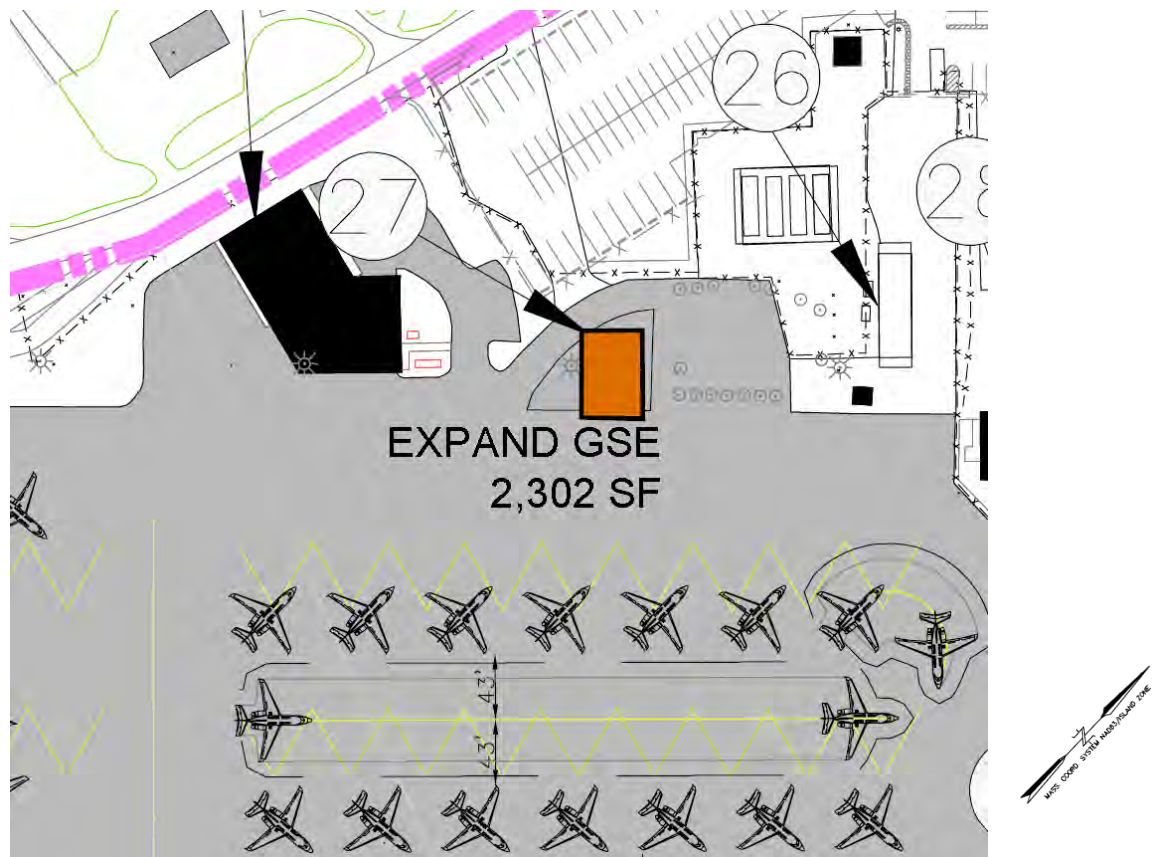 26
27
28
EXPAND GSE
2,302 SF
43'
43'
N
MASS COORD SYSTEM NAD83/ISLAND ZONE